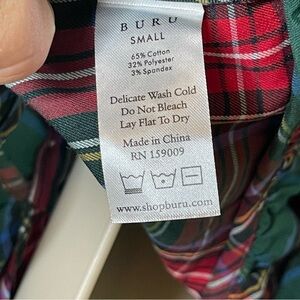 BURU
SMALL
65% Cotton
32% Polyester
3% Spandex
Delicate Wash Cold
Do Not Bleach
Lay Flat To Dry
Made in China
RN 159009
www.shopburu.com